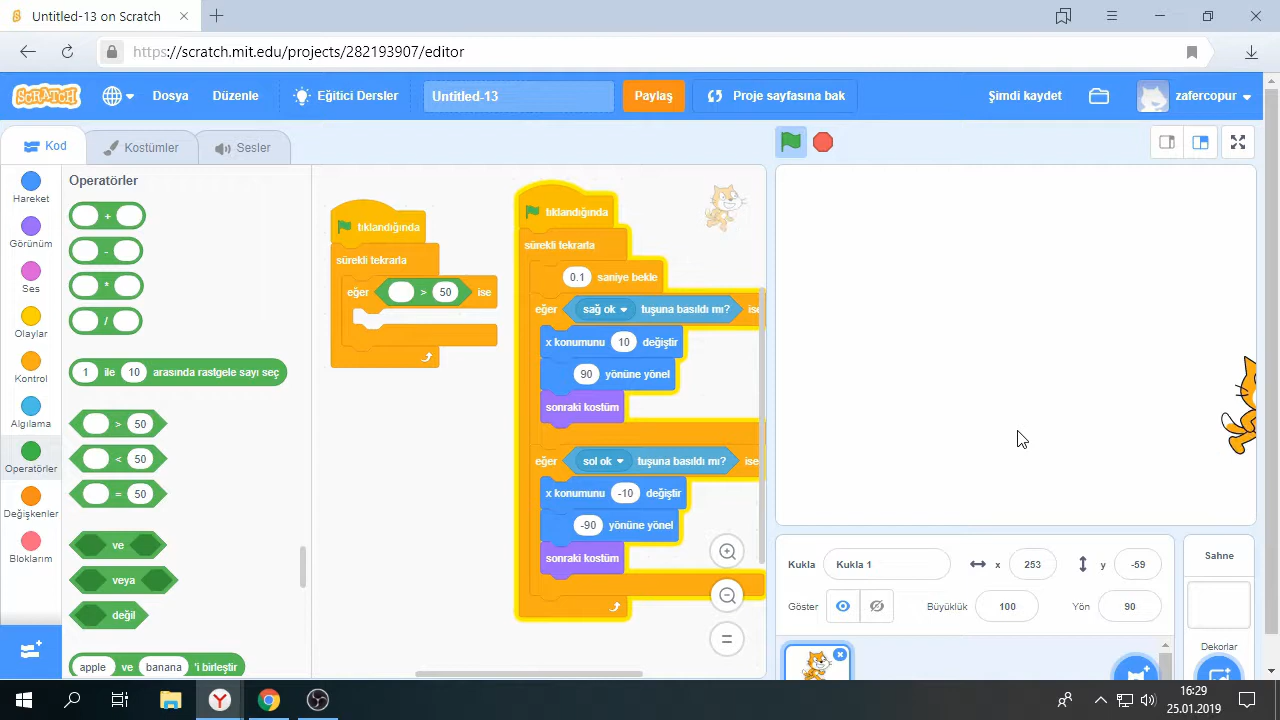 Untitled-13 on Scratch
https://scratch.mit.edu/projects/282193907/editor
SCRATCH
Dosya
Düzenle
Eğitici Dersler
Untitled-13
Paylaş
Proje sayfasına bak
Şimdi kaydet
zafercopur
Kod
Kostümler
Sesler
Hareket
Görünüm
Ses
Olaylar
Kontrol
Algılama
Operatörler
Değişkenler
Bloklarım
Operatörler
+
-
*
/
1 ile 10 arasında rastgele sayı seç
> 50
< 50
= 50
ve
veya
değil
apple ve banana 'i birleştir
tıklandığında
sürekli tekrarla
eğer > 50 ise
tıklandığında
sürekli tekrarla
0.1 saniye bekle
eğer sağ ok tuşuna basıldı mı? ise
x konumunu 10 değiştir
90 yönüne yönel
sonraki kostüm
eğer sol ok tuşuna basıldı mı? ise
x konumunu -10 değiştir
-90 yönüne yönel
sonraki kostüm
Kukla Kukla 1 x 253 y -59
Göster Büyüklük 100 Yön 90
Sahne
Dekorlar
16:29
25.01.2019